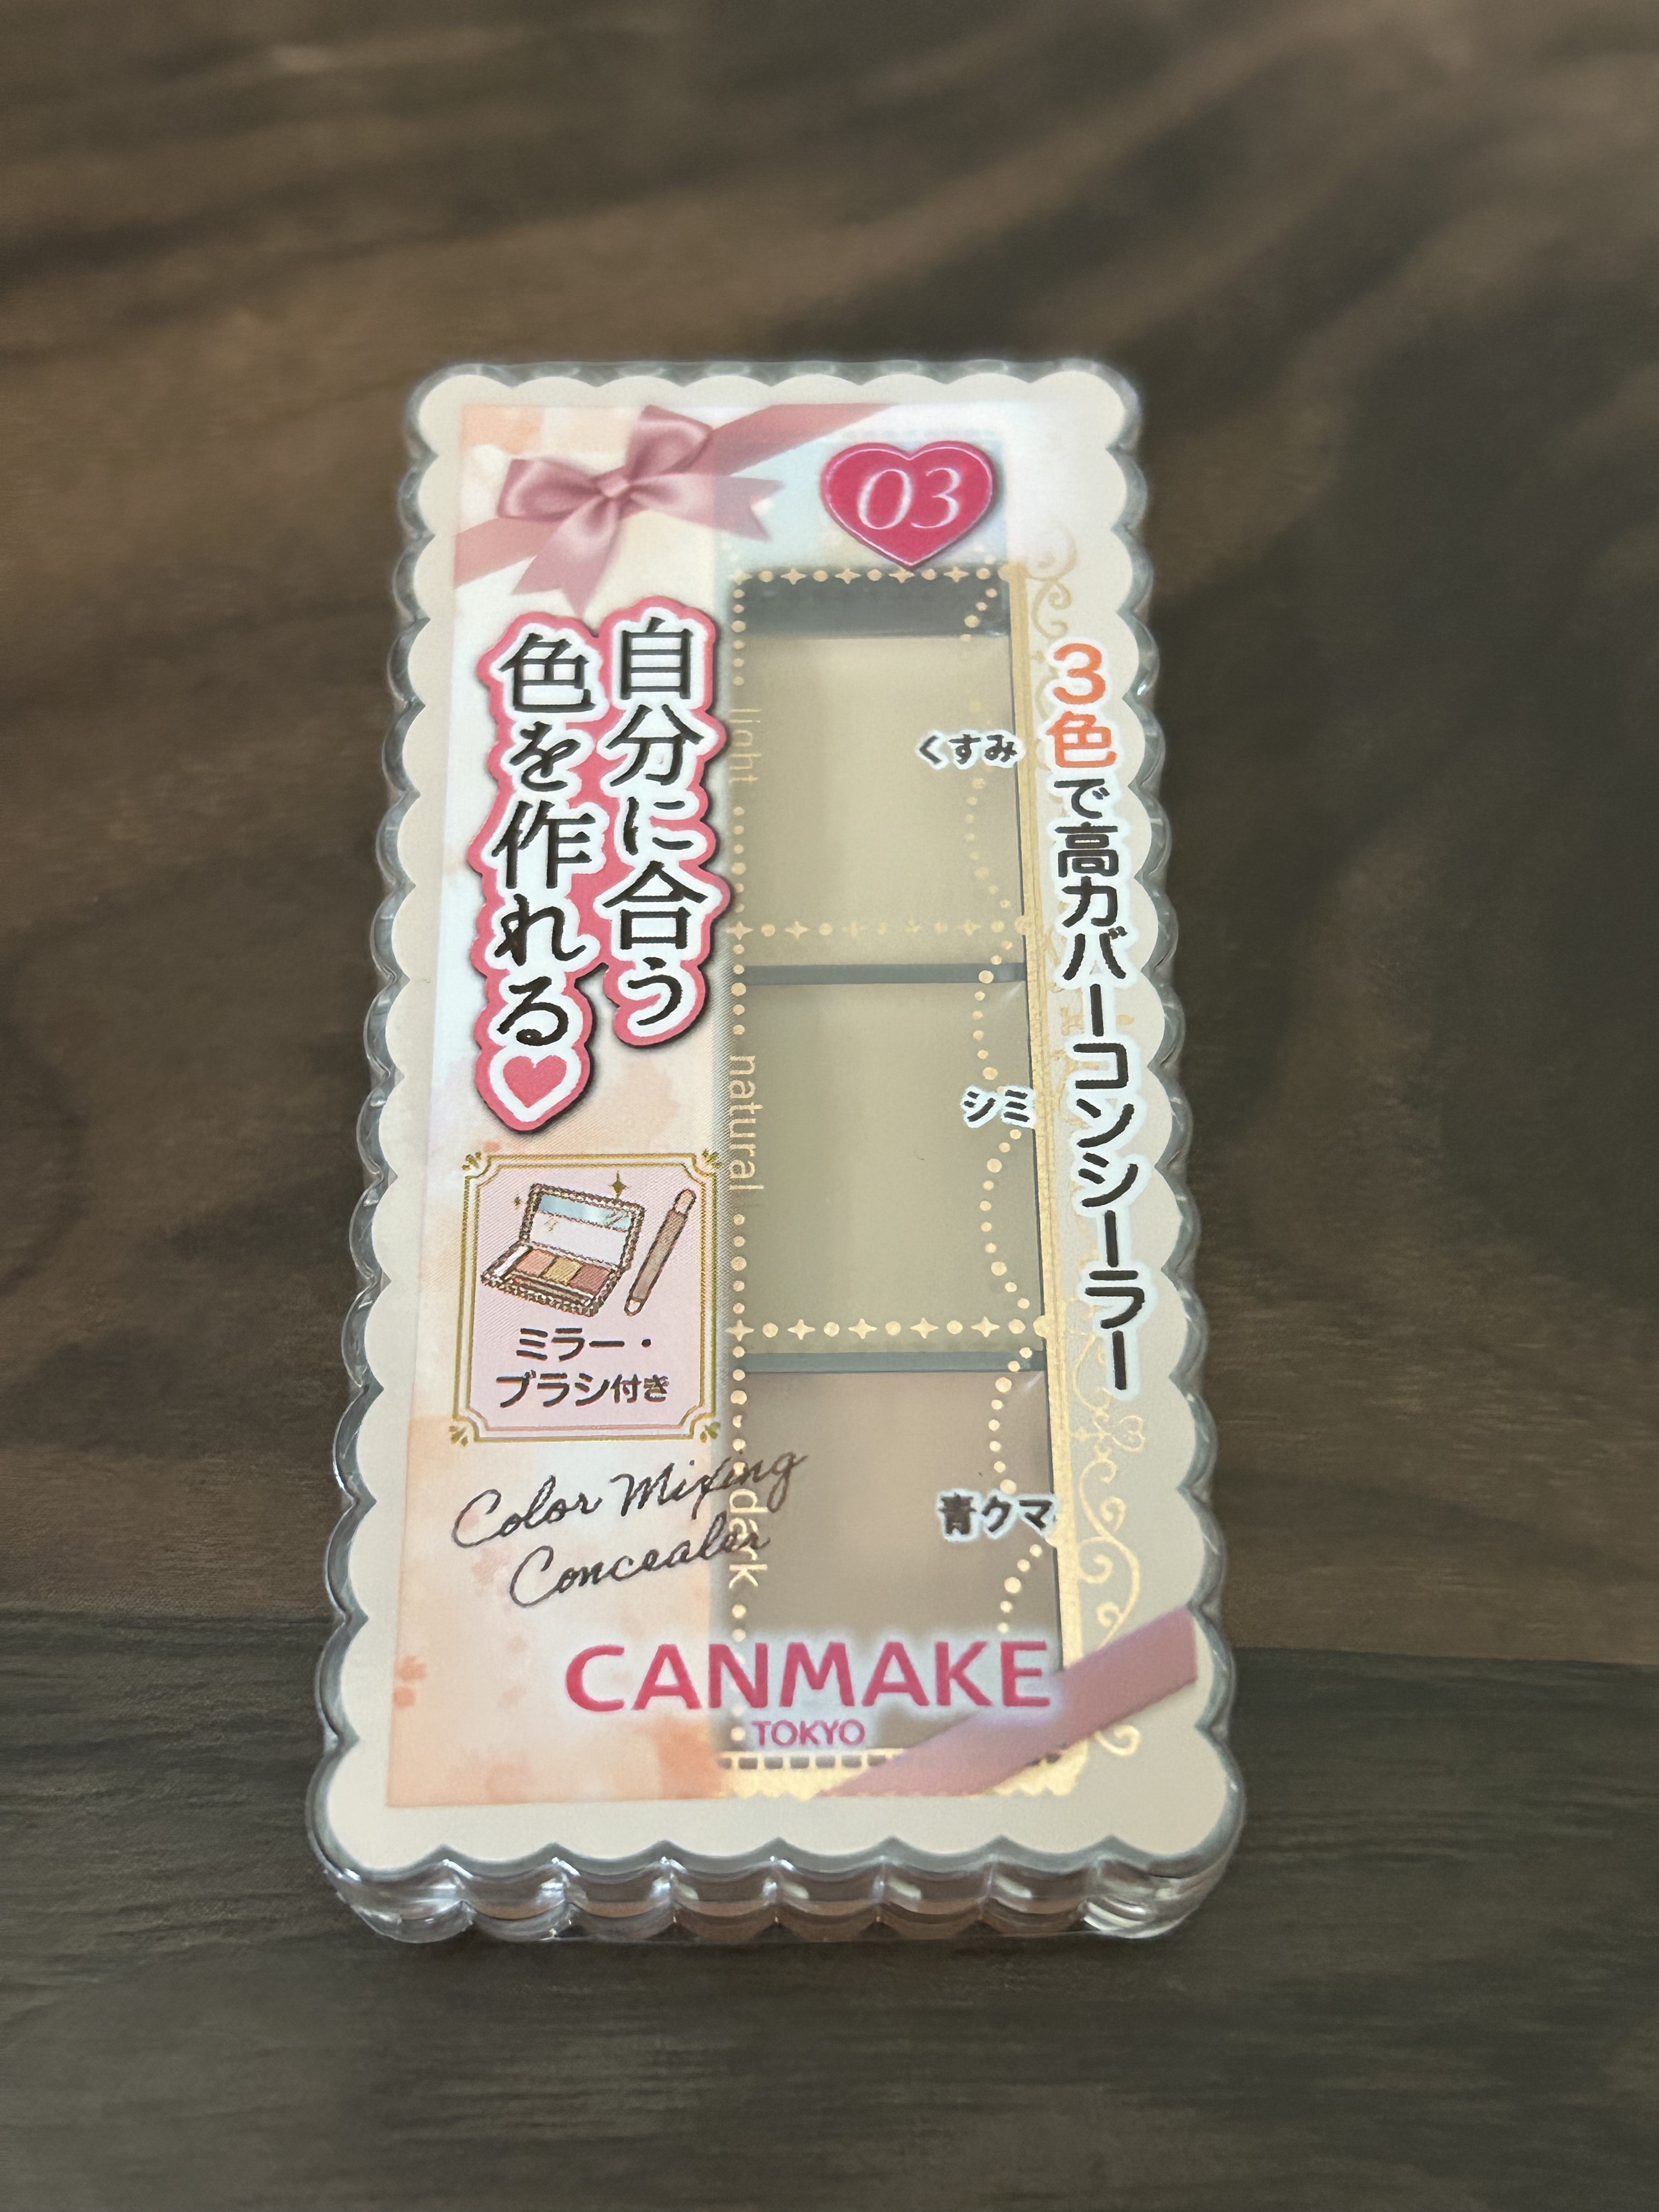 03
自分に合う
色を作れる
3色で高カバーコンシーラー
light
くすみ
natural
シミ
dark
青クマ
ミラー・
ブラシ付き
Color Mixing
Concealer
CANMAKE
TOKYO